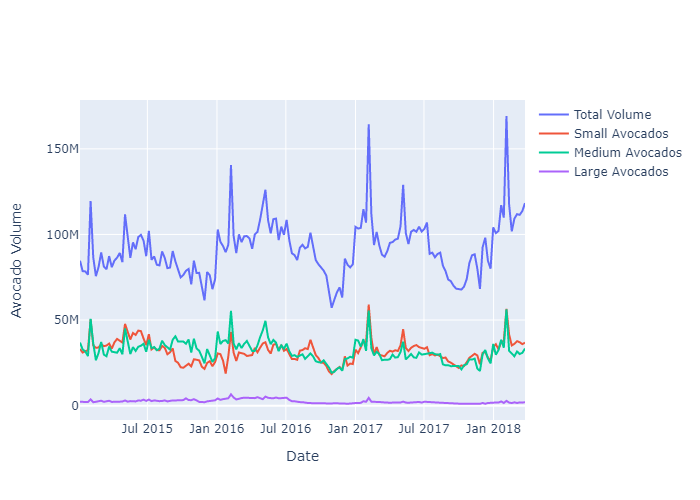 Total Volume
Small Avocados
Medium Avocados
Large Avocados
150M
100M
50M
0
Avocado Volume
Jul 2015
Jan 2016
Jul 2016
Jan 2017
Jul 2017
Jan 2018
Date